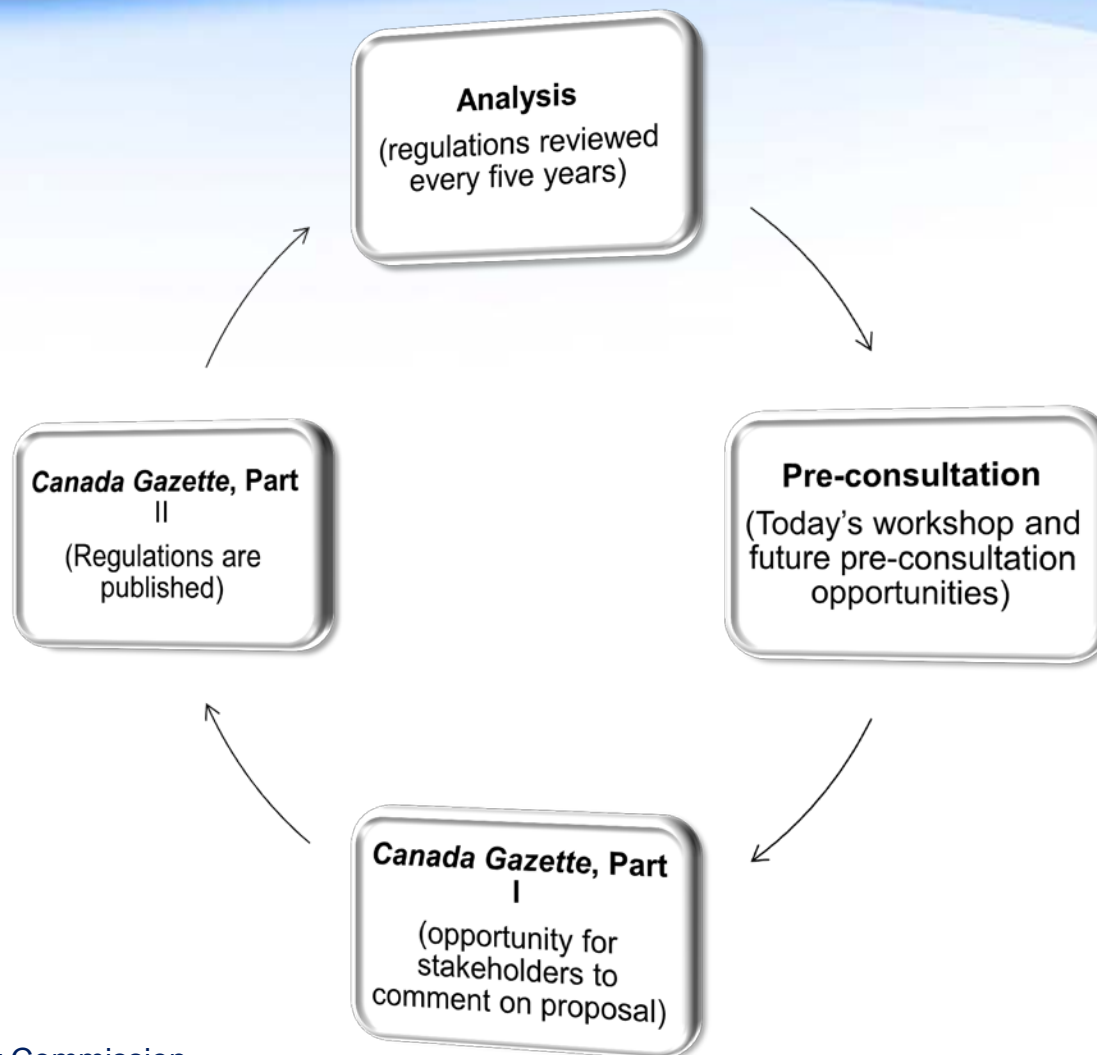 Analysis
(regulations reviewed
every five years)
Pre-consultation
(Today's workshop and
future pre-consultation
opportunities)
Canada Gazette, Part
I
(opportunity for
stakeholders to
comment on proposal)
Canada Gazette, Part
II
(Regulations are
published)
Commission